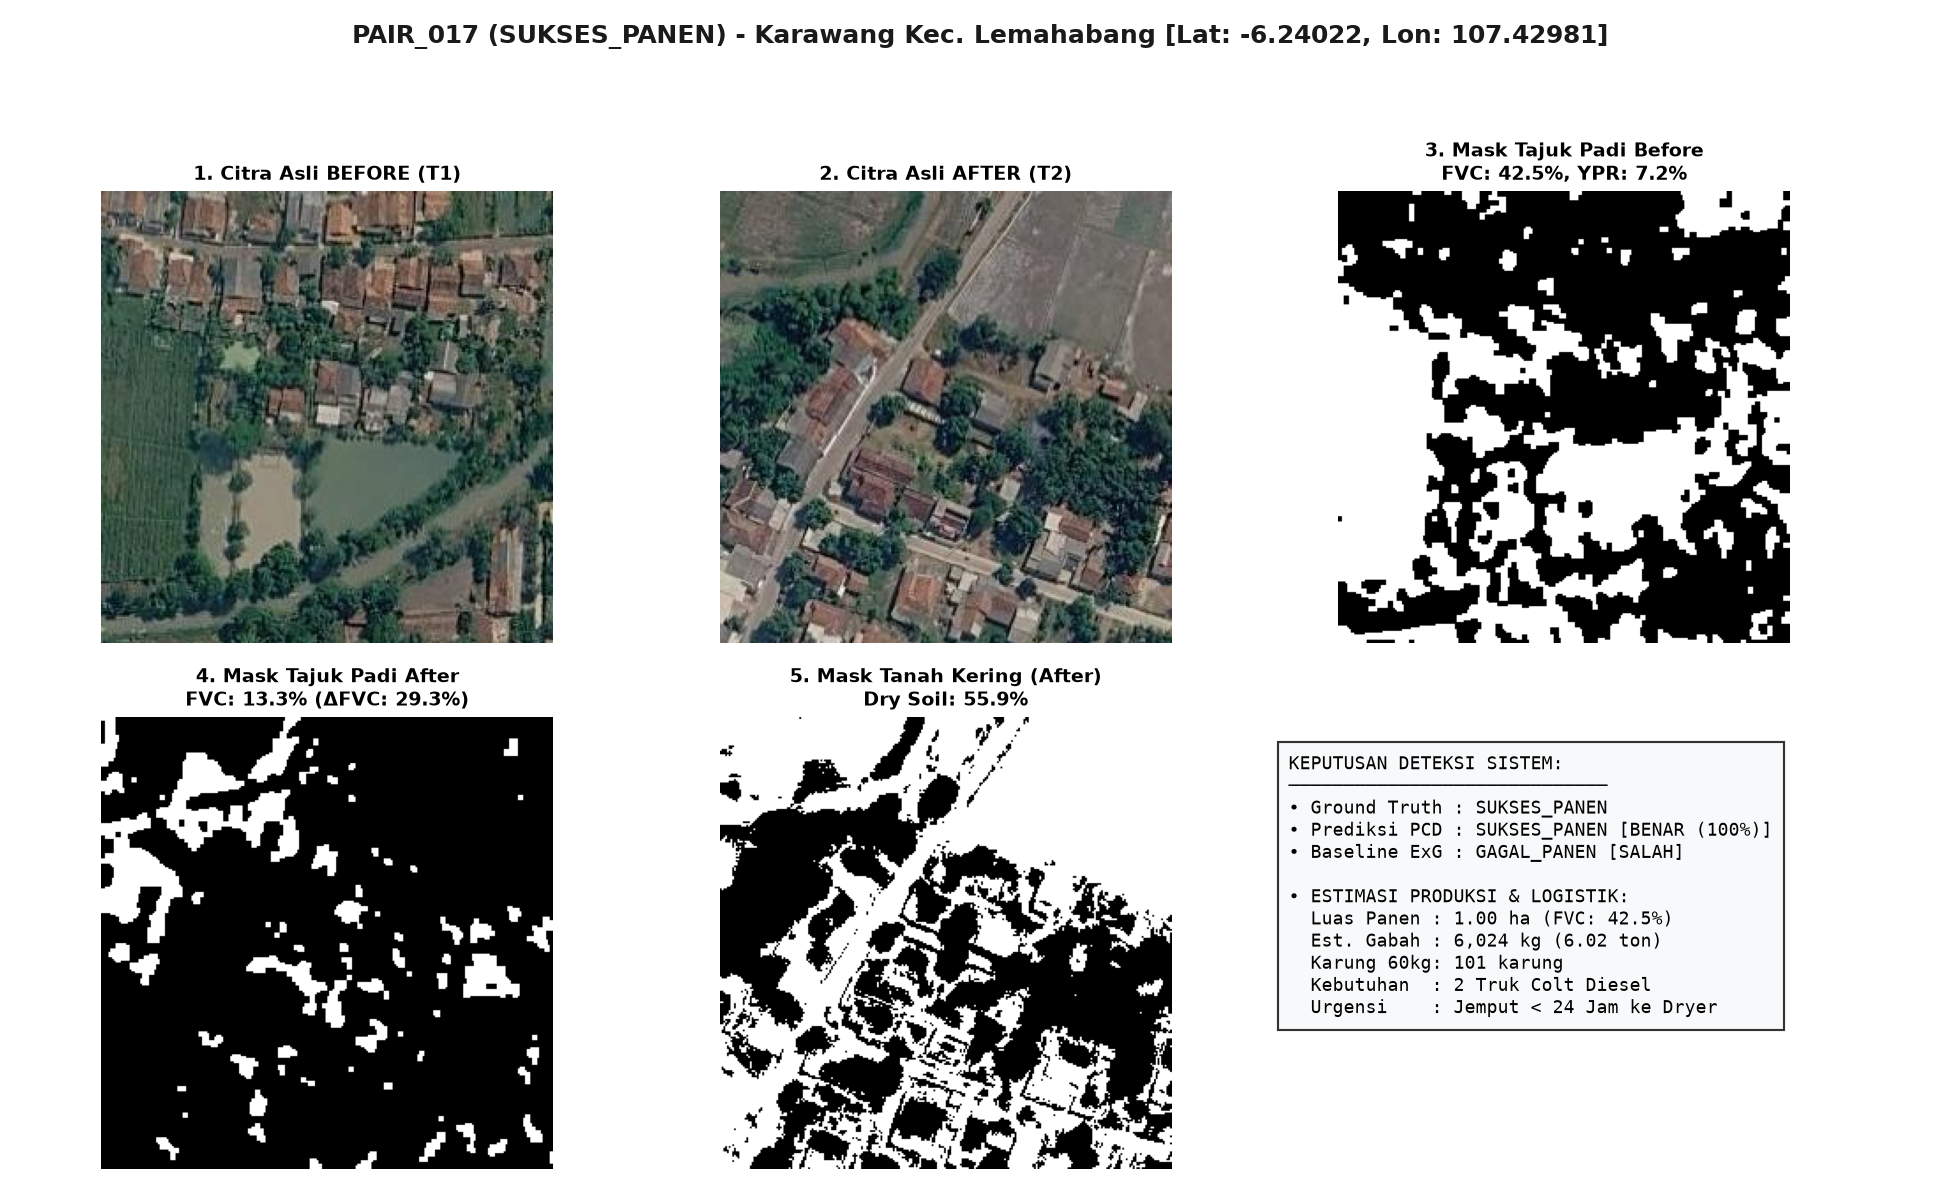 PAIR_017 (SUKSES_PANEN) - Karawang Kec. Lemahabang [Lat: -6.24022, Lon: 107.42981]
1. Citra Asli BEFORE (T1)
2. Citra Asli AFTER (T2)
3. Mask Tajuk Padi Before
FVC: 42.5%, YPR: 7.2%
4. Mask Tajuk Padi After
FVC: 13.3% (ΔFVC: 29.3%)
5. Mask Tanah Kering (After)
Dry Soil: 55.9%
KEPUTUSAN DETEKSI SISTEM:
• Ground Truth : SUKSES_PANEN
• Prediksi PCD : SUKSES_PANEN [BENAR (100%)]
• Baseline ExG : GAGAL_PANEN [SALAH]
• ESTIMASI PRODUKSI & LOGISTIK:
Luas Panen : 1.00 ha (FVC: 42.5%)
Est. Gabah : 6,024 kg (6.02 ton)
Karung 60kg: 101 karung
Kebutuhan  : 2 Truk Colt Diesel
Urgensi    : Jemput < 24 Jam ke Dryer